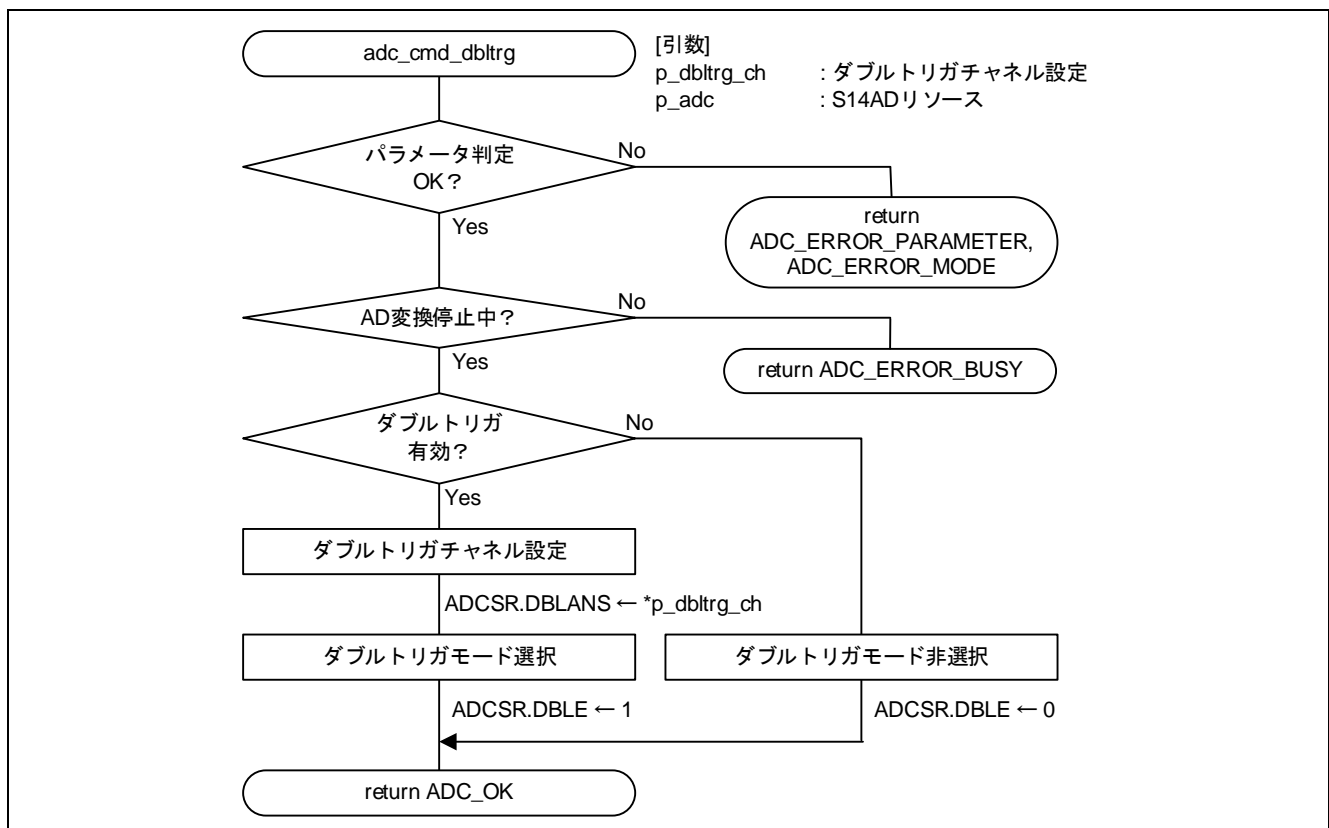 adc_cmd_dbltrg
[引数]
p_dbltrg_ch : ダブルトリガチャネル設定
p_adc : S14ADリソース
パラメータ判定
OK?
No
Yes
return
ADC_ERROR_PARAMETER,
ADC_ERROR_MODE
AD変換停止中?
No
Yes
return ADC_ERROR_BUSY
ダブルトリガ
有効?
No
Yes
ダブルトリガチャネル設定
ADCSR.DBLANS ← *p_dbltrg_ch
ダブルトリガモード選択
ダブルトリガモード非選択
ADCSR.DBLE ← 1
ADCSR.DBLE ← 0
return ADC_OK